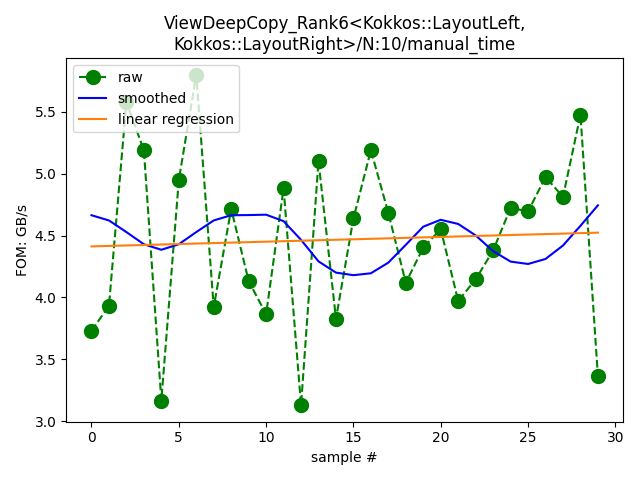 ViewDeepCopy_Rank6<Kokkos::LayoutLeft,
Kokkos::LayoutRight>/N:10/manual_time
raw
smoothed
linear regression
FOM: GB/s
5.5
5.0
4.5
4.0
3.5
3.0
0 5 10 15 20 25 30
sample #